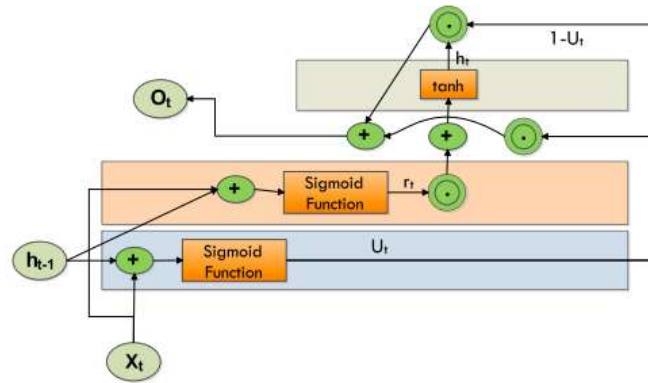 1-Uₜ
hₜ
tanh
Oₜ
+
+
+
Sigmoid
Function
rₜ
hₜ₋₁
+
Sigmoid
Function
Uₜ
Xₜ